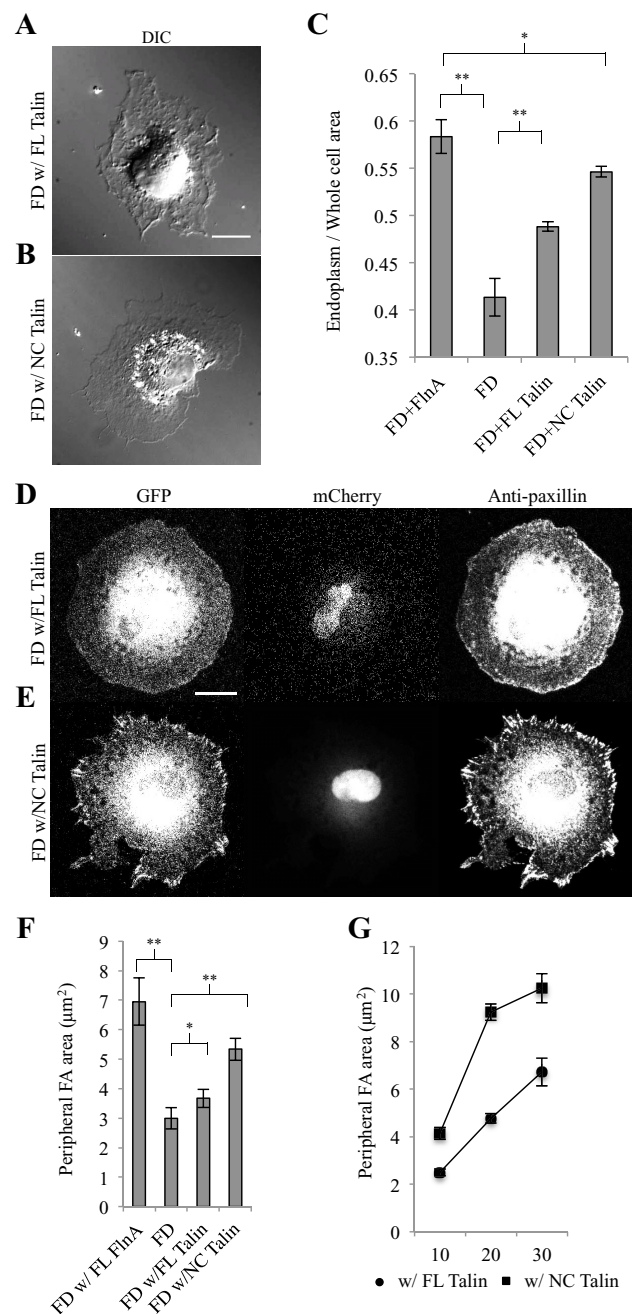 A
DIC
FD w/ FL Talin
B
FD w/ NC Talin
C
*
**
**
Endoplasm / Whole cell area
0.65
0.6
0.55
0.5
0.45
0.4
0.35
FD+FlnA
FD
FD+FL Talin
FD+NC Talin
D
GFP
mCherry
Anti-paxillin
FD w/FL Talin
E
FD w/NC Talin
F
**
**
*
Peripheral FA area (µm²)
9
8
7
6
5
4
3
2
1
0
FD w/ FL FlnA
FD
FD w/FL Talin
FD w/NC Talin
G
Peripheral FA area (µm²)
12
10
8
6
4
2
0
10 20 30
w/ FL Talin w/ NC Talin